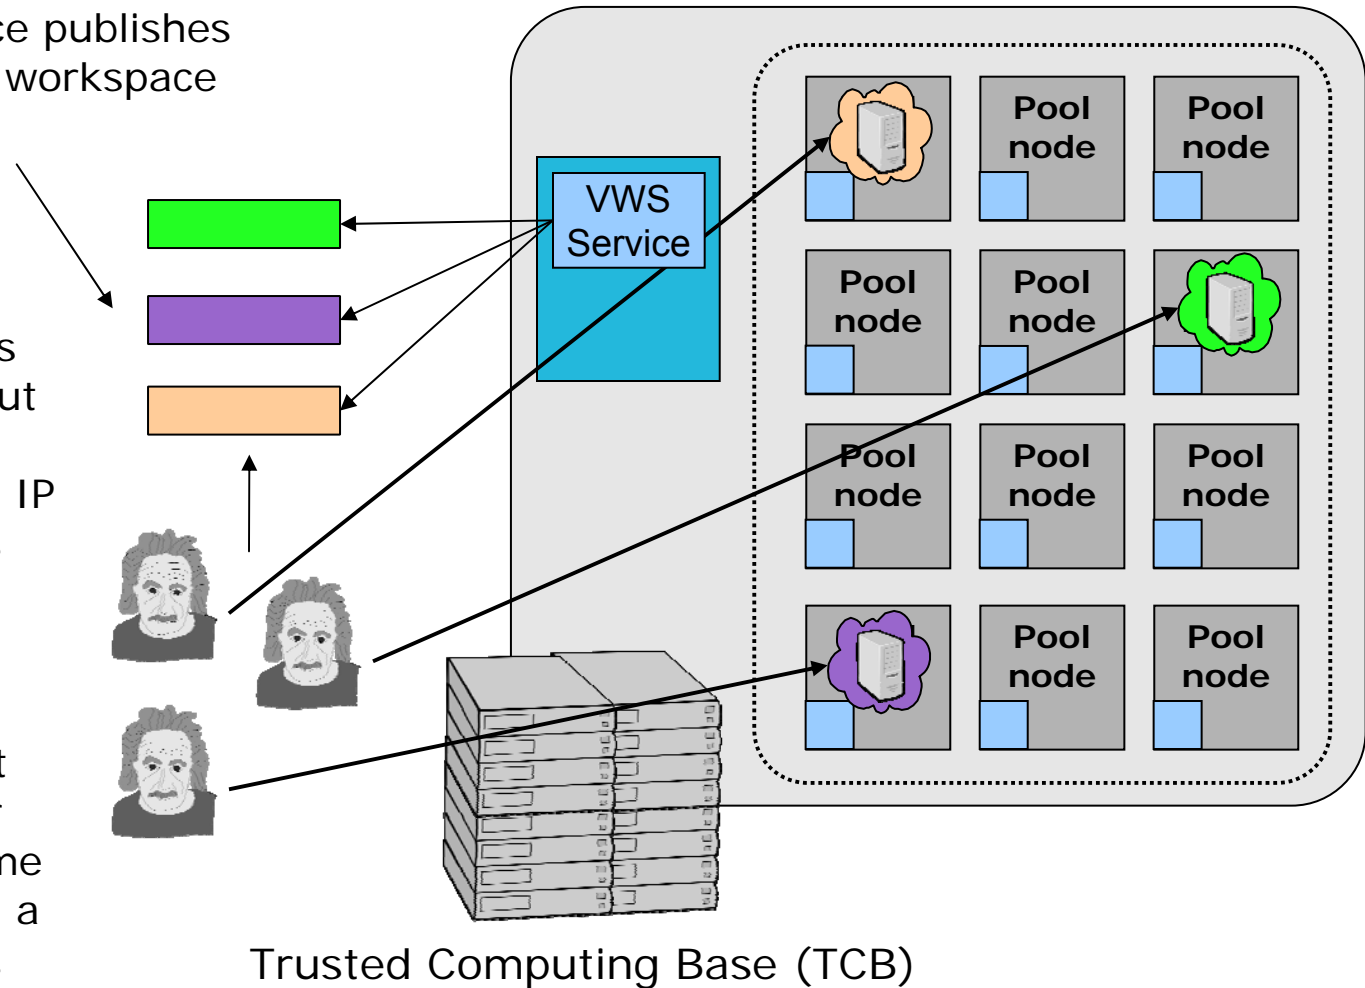 ce publishes
workspace
s
ut
IP
t
me
a
VWS
Service
Pool
node
Pool
node
Pool
node
Pool
node
Pool
node
Pool
node
Pool
node
Pool
node
Pool
node
Trusted Computing Base (TCB)